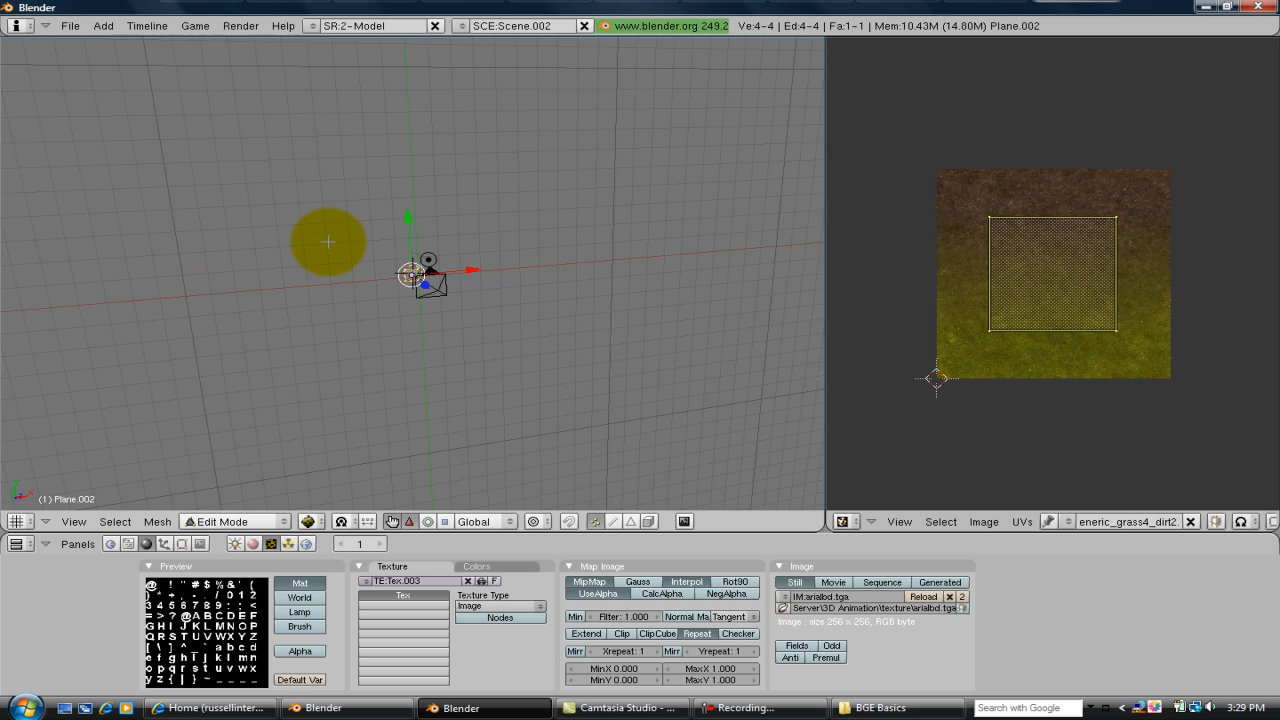 Blender
File Add Timeline Game Render Help SR:2-Model SCE:Scene.002 www.blender.org 249.2 Ve:4-4 | Ed:4-4 | Fa:1-1 | Mem:10.43M (14.80M) Plane.002
(1) Plane.002
View Select Mesh Edit Mode Global View Select Image UVs eneric_grass4_dirt2.
Panels 1
Preview Texture Colors Map Image Image
Mat TE:Tex.003 F MipMap Gauss Interpol Rot90 Still Movie Sequence Generated
World Tex Texture Type UseAlpha CalcAlpha NegAlpha IM:arialbd.tga Reload 2
Lamp Image Min Filter: 1.000 Normal Ma Tangent Server\3D Animation\texture\arialbd.tga
Brush Nodes Extend Clip ClipCube Repeat Checker Image : size 256 x 256, RGB byte
Alpha Mirr Xrepeat: 1 Mirr Yrepeat: 1 Fields Odd
Default Var MinX 0.000 MaxX 1.000 Anti Premul
MinY 0.000 MaxY 1.000
Home (russellinter... Blender Blender Camtasia Studio - ... Recording... BGE Basics Search with Google 3:29 PM